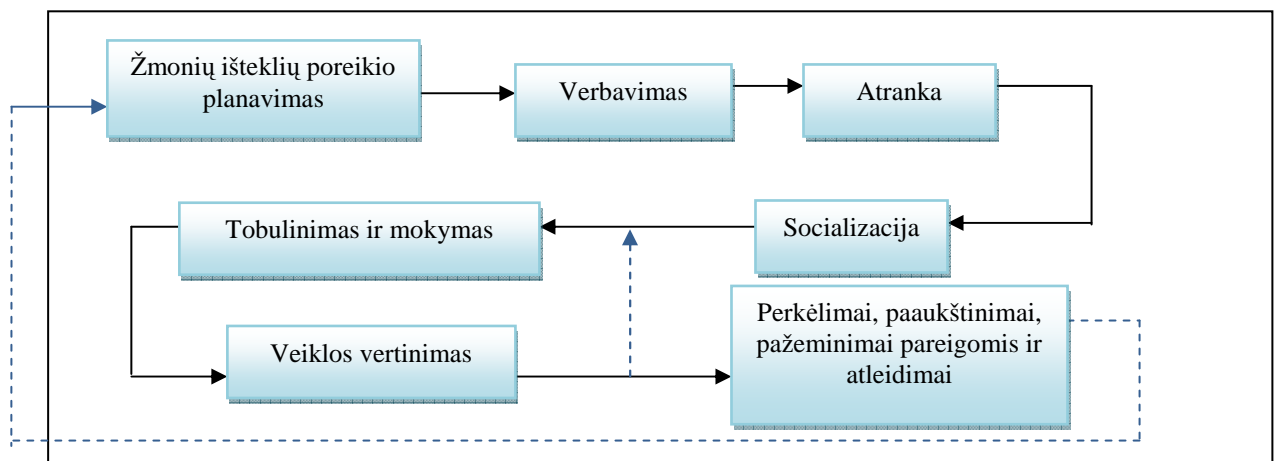 Žmonių išteklių poreikio
planavimas
Verbavimas
Atranka
Socializacija
Tobulinimas ir mokymas
Veiklos vertinimas
Perkėlimai, paaukštinimai,
pažeminimai pareigomis ir
atleidimai